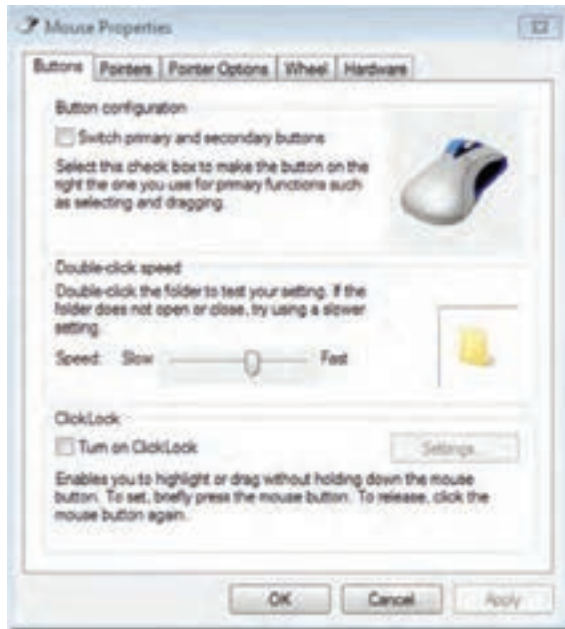 Mouse Properties
Buttons Pointers Pointer Options Wheel Hardware
Button configuration
Switch primary and secondary buttons
Select this check box to make the button on the
right the one you use for primary functions such
as selecting and dragging.
Double-click speed
Double-click the folder to test your setting. If the
folder does not open or close, try using a slower
setting.
Speed: Slow Fast
ClickLock
Turn on ClickLock
Settings...
Enables you to highlight or drag without holding down the mouse
button. To set, briefly press the mouse button. To release, click the
mouse button again.
OK Cancel Apply